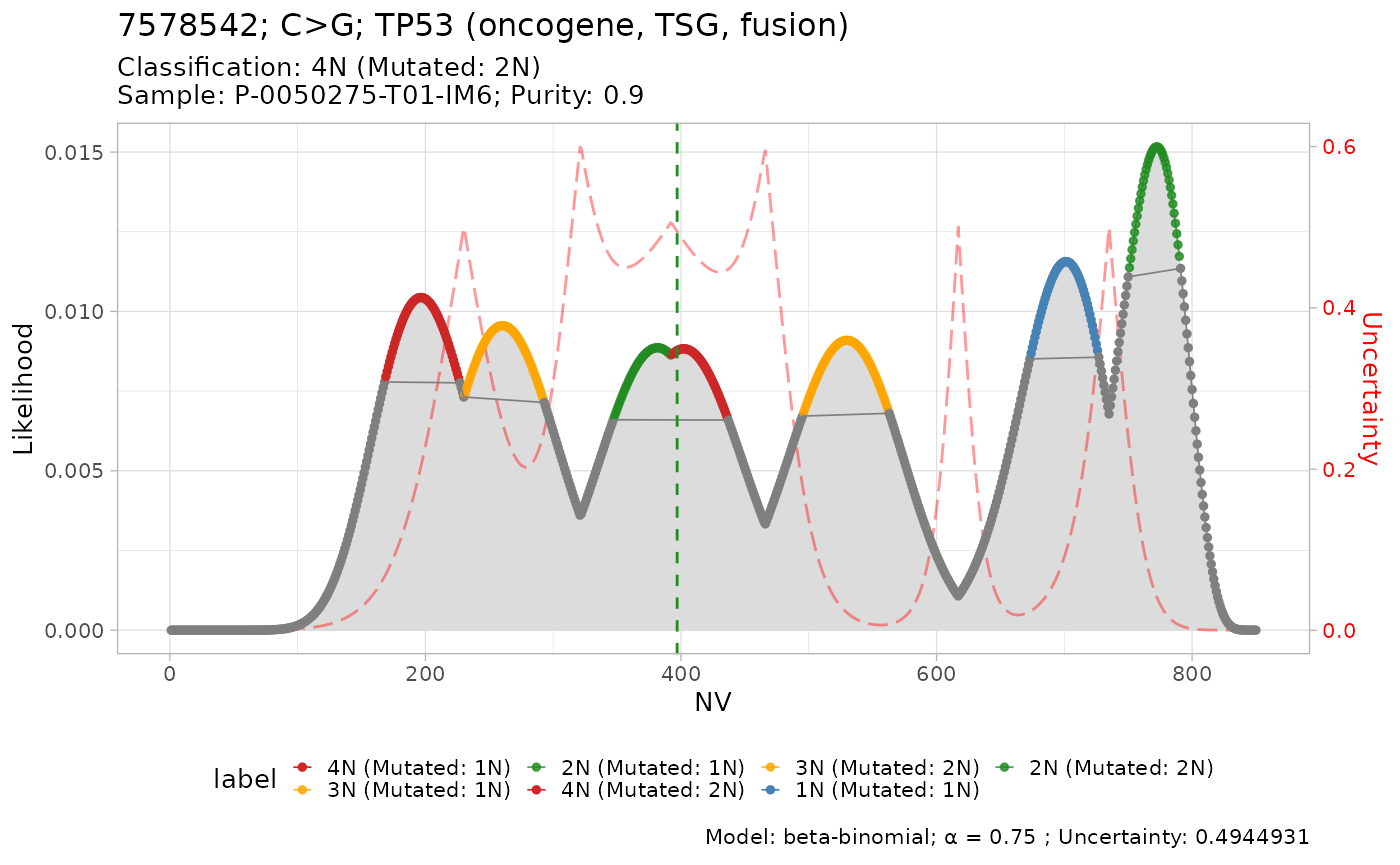 7578542; C>G; TP53 (oncogene, TSG, fusion)
Classification: 4N (Mutated: 2N)
Sample: P-0050275-T01-IM6; Purity: 0.9
Likelihood
0.015
0.010
0.005
0.000
0.6
0.4
0.2
0.0
Uncertainty
0 200 400 600 800
NV
label
4N (Mutated: 1N) 2N (Mutated: 1N) 3N (Mutated: 2N) 2N (Mutated: 2N)
3N (Mutated: 1N) 4N (Mutated: 2N) 1N (Mutated: 1N)
Model: beta-binomial; α = 0.75 ; Uncertainty: 0.4944931